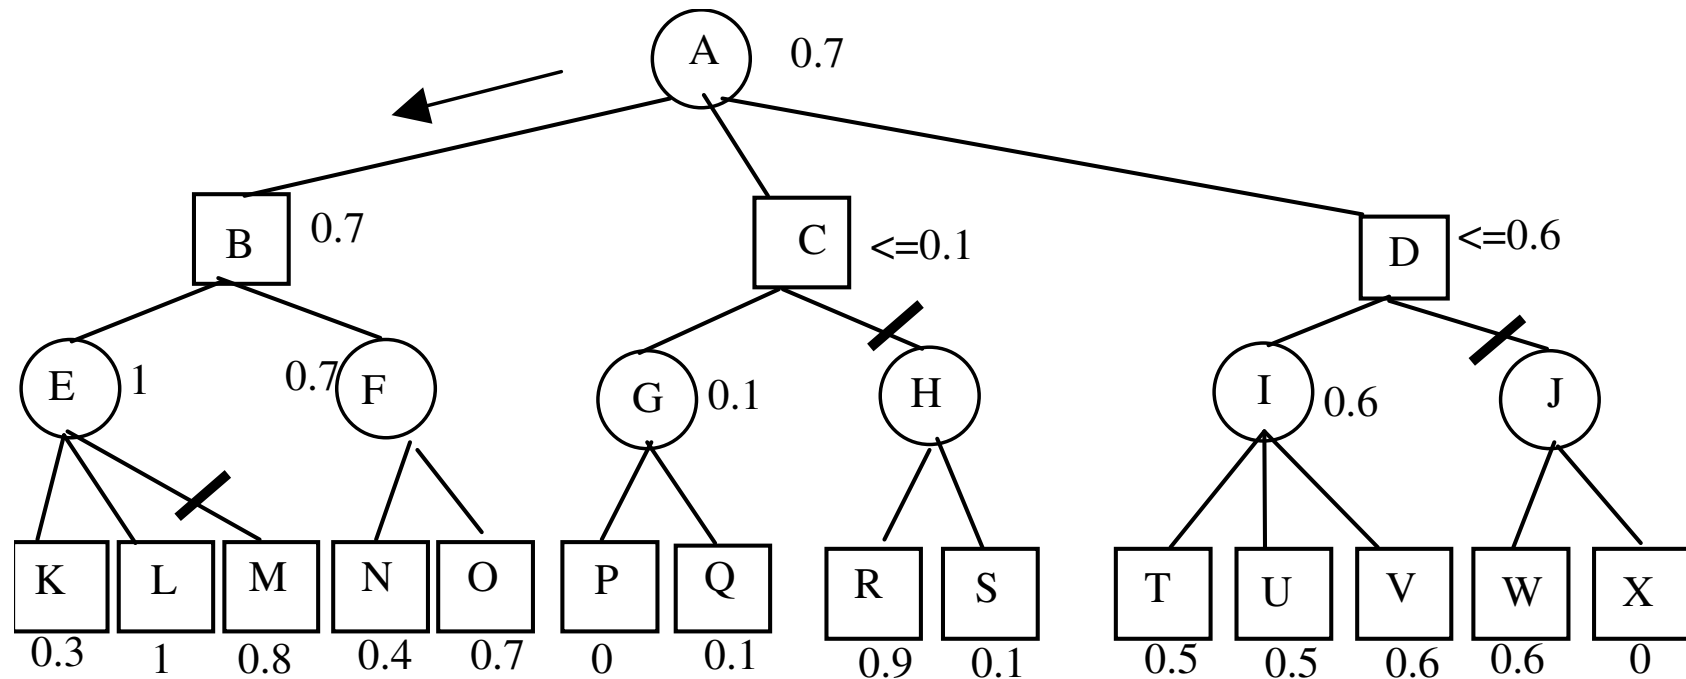 A 0.7
B 0.7 C <=0.1 D <=0.6
E 1 0.7 F G 0.1 H I 0.6 J
K L M N O P Q R S T U V W X
0.3 1 0.8 0.4 0.7 0 0.1 0.9 0.1 0.5 0.5 0.6 0.6 0